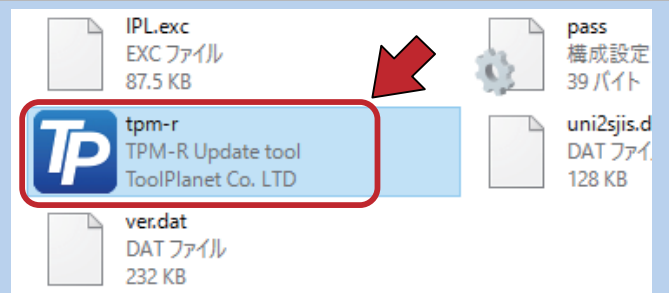 IPL.exc
EXC ファイル
87.5 KB
pass
構成設定
39 バイト
TP
tpm-r
TPM-R Update tool
ToolPlanet Co. LTD
uni2sjis.d
DAT ファイ
128 KB
ver.dat
DAT ファイル
232 KB